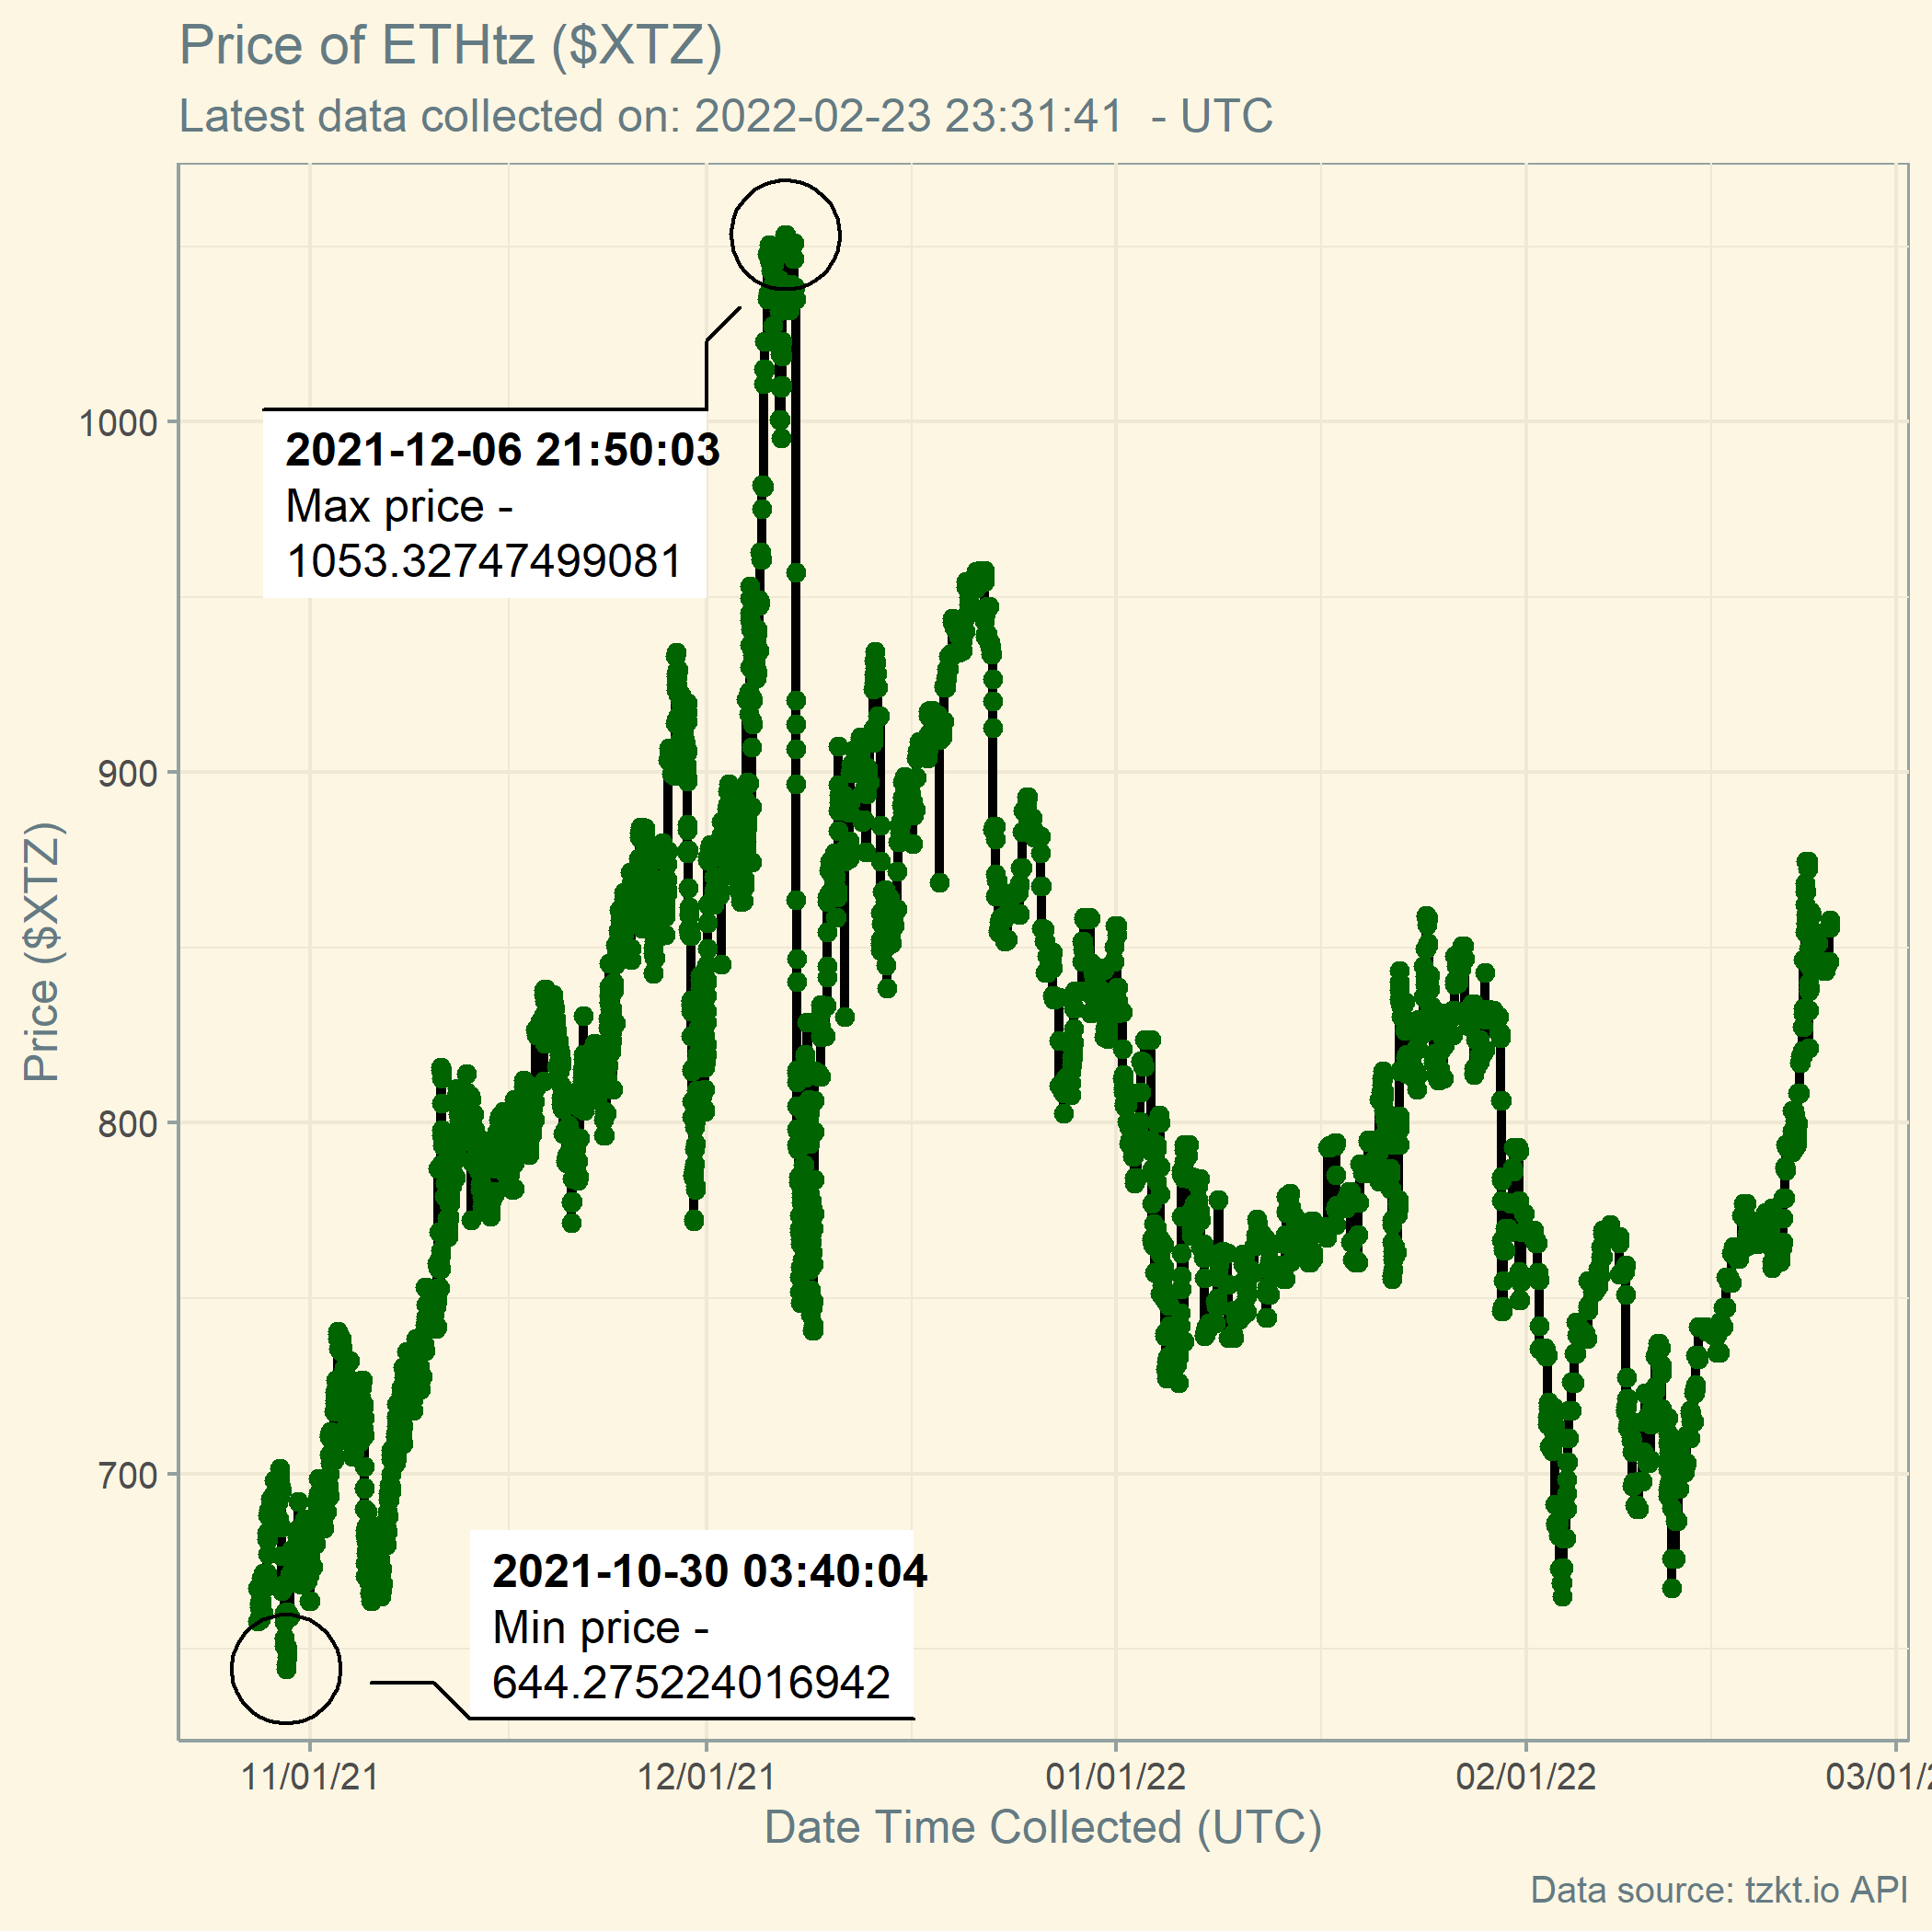 Price of ETHtz ($XTZ)
Latest data collected on: 2022-02-23 23:31:41  - UTC
Price ($XTZ)
1000
900
800
700
2021-12-06 21:50:03
Max price -
1053.32747499081
2021-10-30 03:40:04
Min price -
644.275224016942
11/01/21
12/01/21
01/01/22
02/01/22
03/01/2
Date Time Collected (UTC)
Data source: tzkt.io API